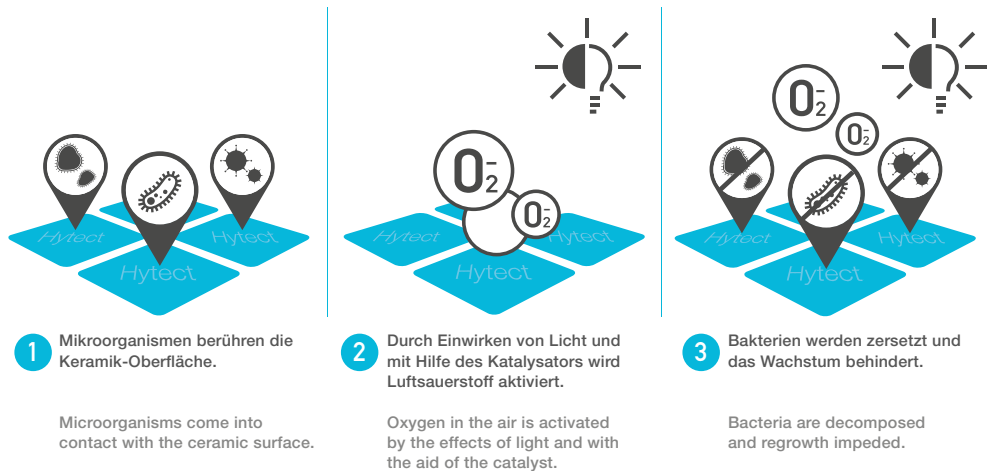 Hytect
Hytect
Hytect
1
Mikroorganismen berühren die
Keramik-Oberfläche.
Microorganisms come into
contact with the ceramic surface.
O₂⁻
O₂⁻
Hytect
Hytect
Hytect
2
Durch Einwirken von Licht und
mit Hilfe des Katalysators wird
Luftsauerstoff aktiviert.
Oxygen in the air is activated
by the effects of light and with
the aid of the catalyst.
O₂⁻
O₂⁻
Hytect
Hytect
Hytect
3
Bakterien werden zersetzt und
das Wachstum behindert.
Bacteria are decomposed
and regrowth impeded.